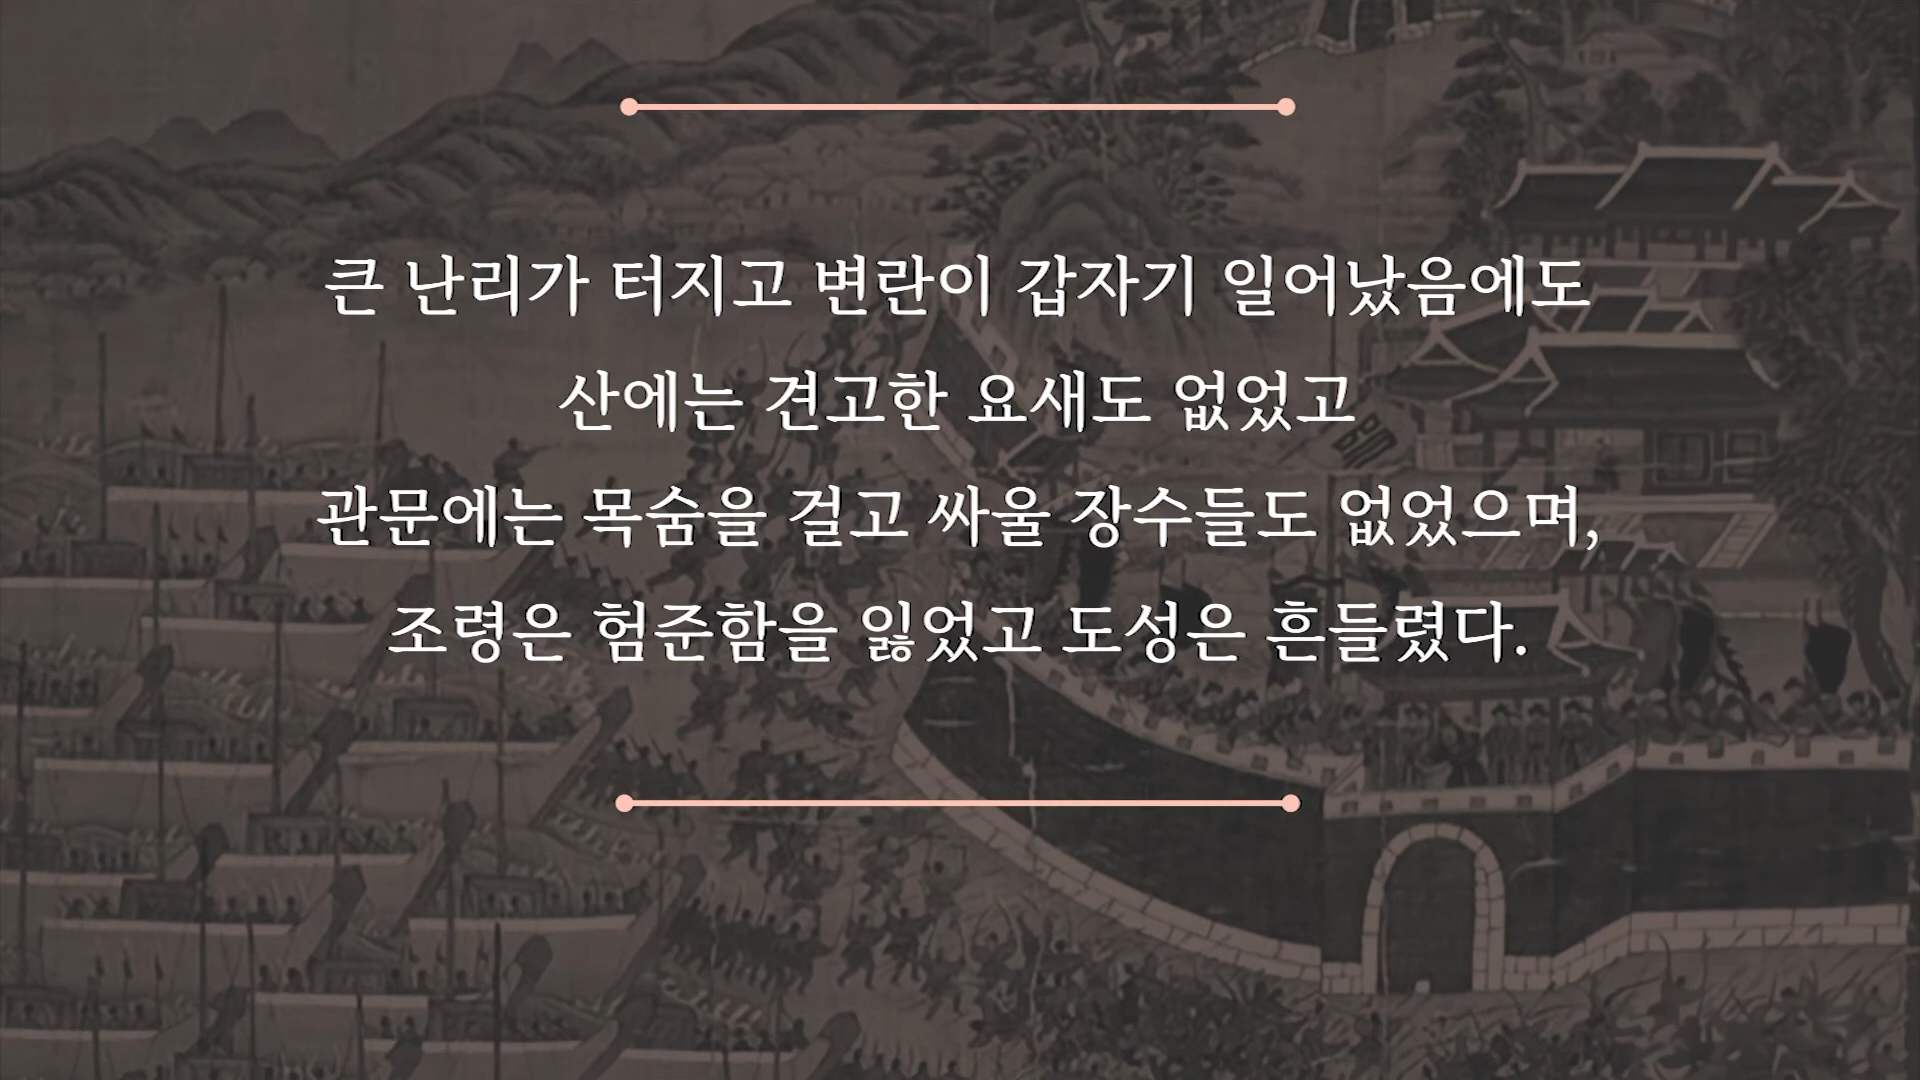 큰 난리가 터지고 변란이 갑자기 일어났음에도
산에는 견고한 요새도 없었고
관문에는 목숨을 걸고 싸울 장수들도 없었으며,
조령은 험준함을 잃었고 도성은 흔들렸다.